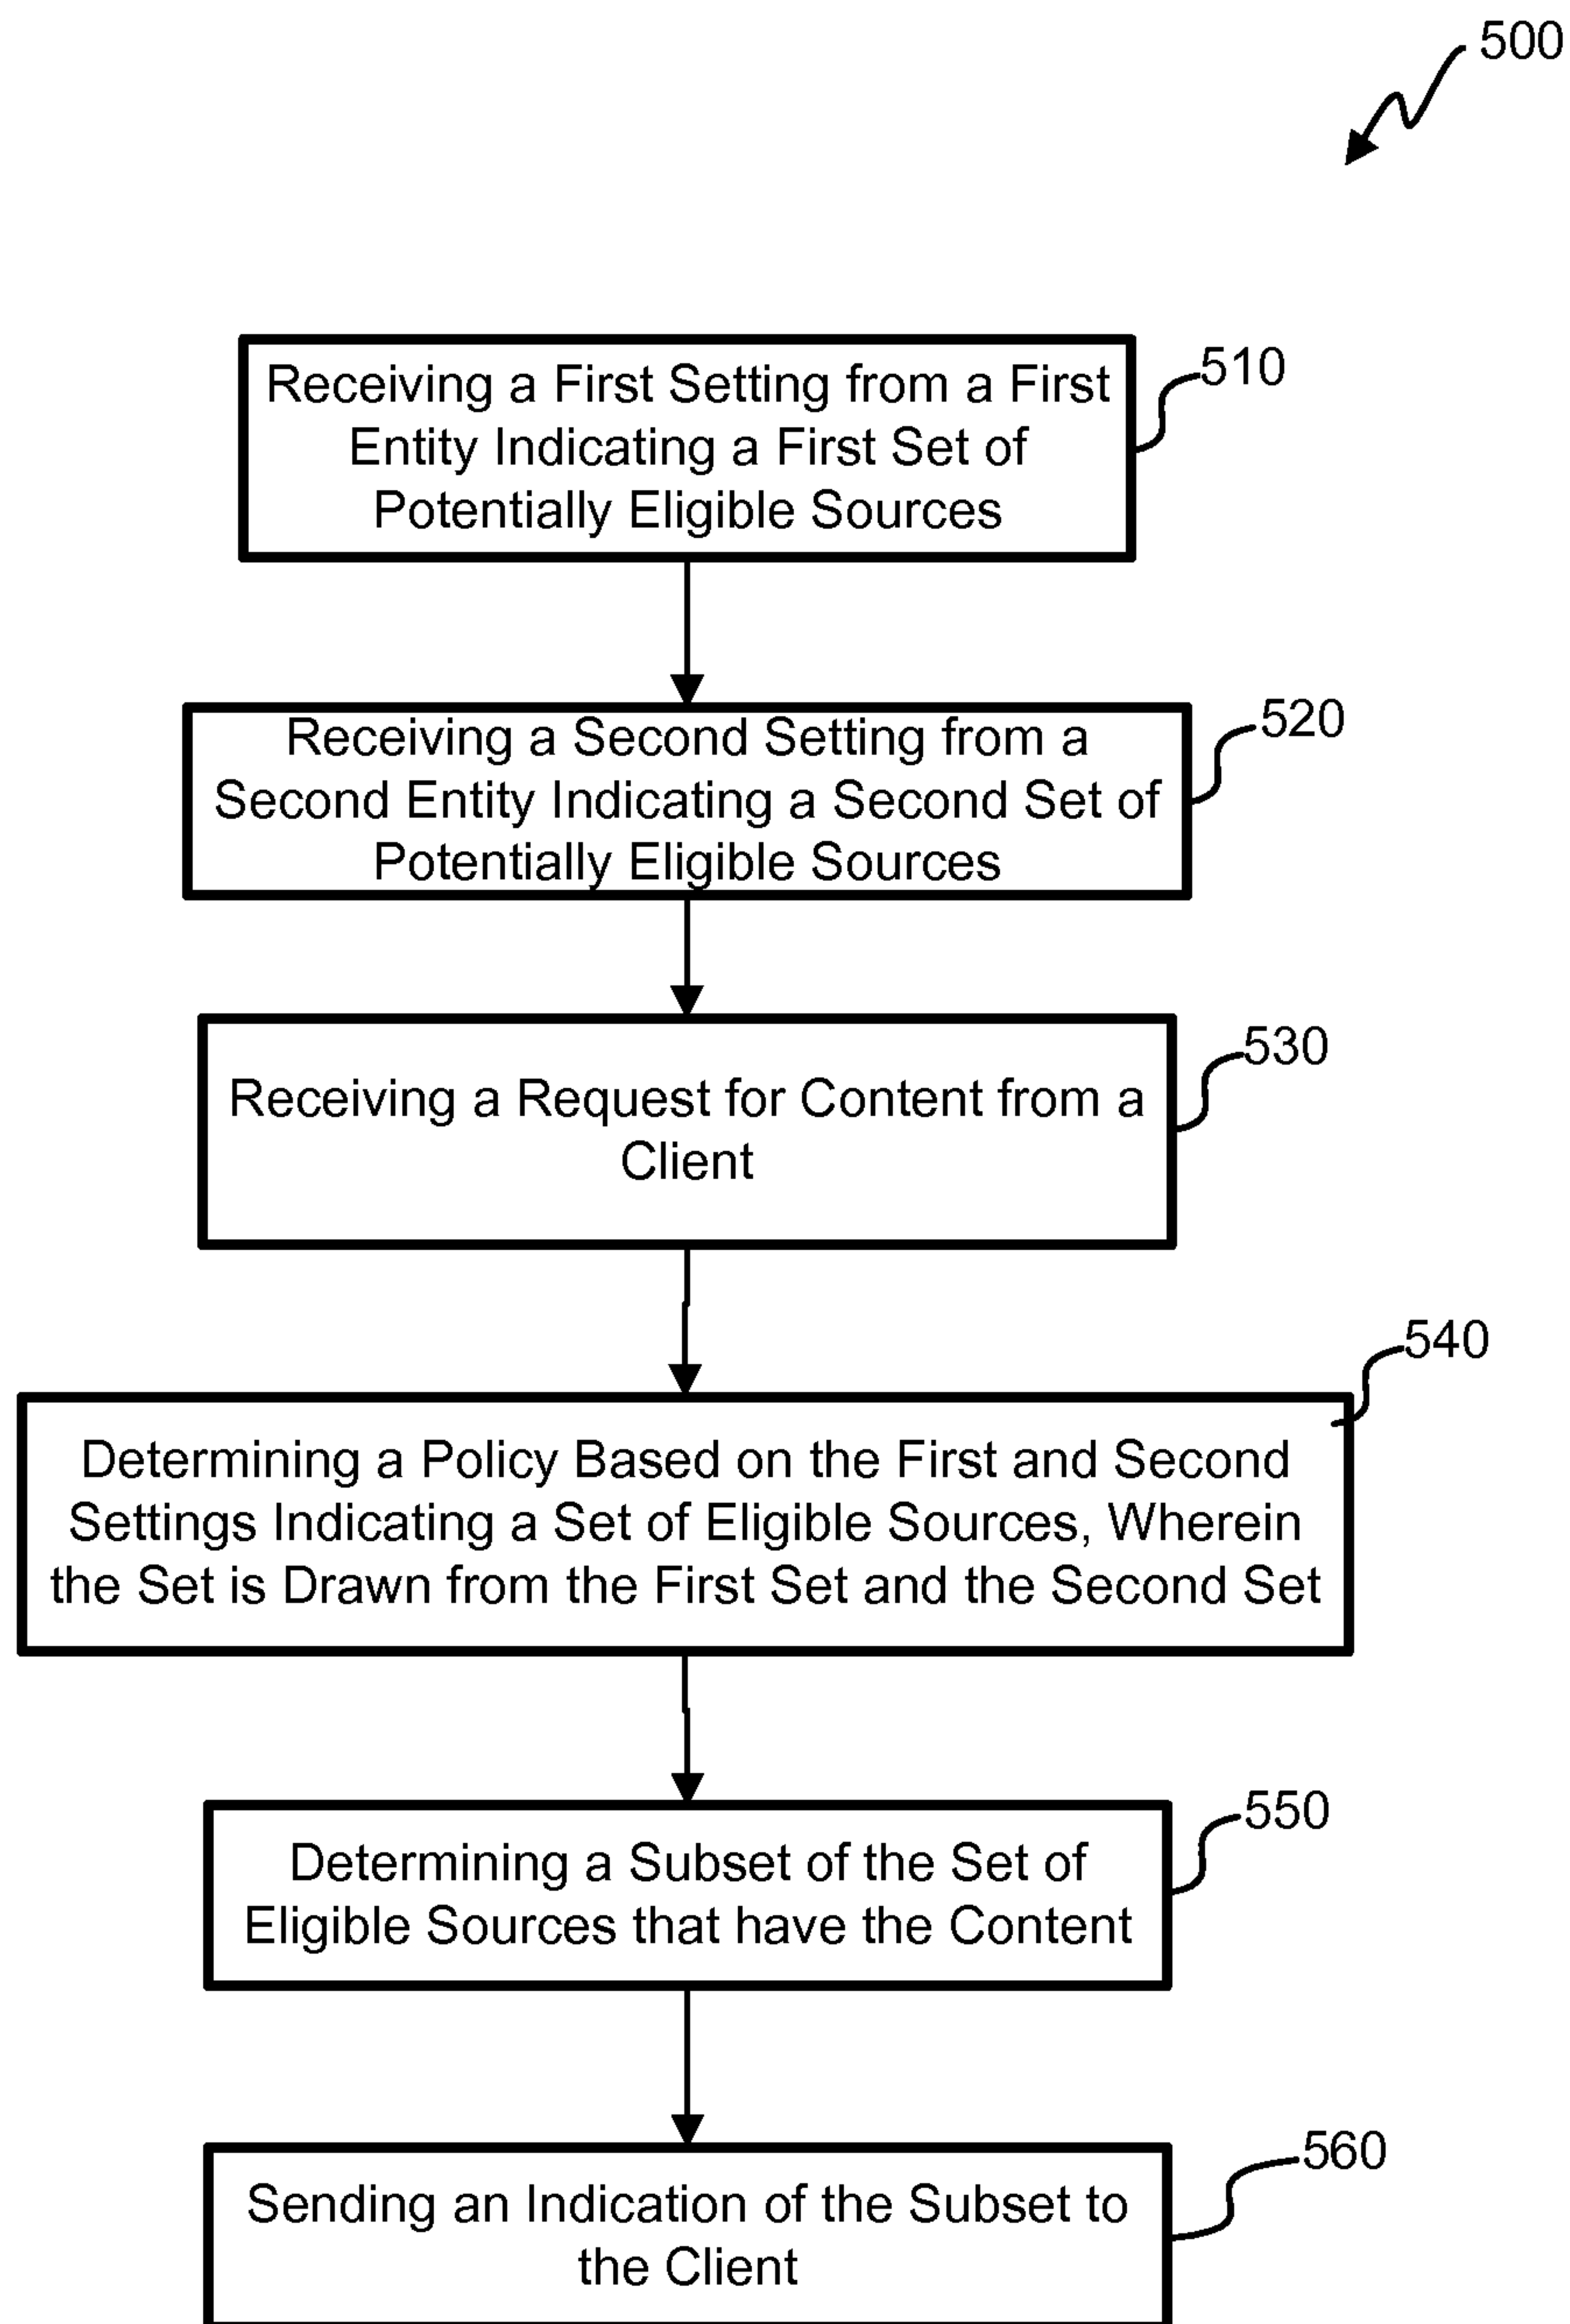 500
Receiving a First Setting from a First
Entity Indicating a First Set of
Potentially Eligible Sources
510
Receiving a Second Setting from a
Second Entity Indicating a Second Set of
Potentially Eligible Sources
520
Receiving a Request for Content from a
Client
530
Determining a Policy Based on the First and Second
Settings Indicating a Set of Eligible Sources, Wherein
the Set is Drawn from the First Set and the Second Set
540
Determining a Subset of the Set of
Eligible Sources that have the Content
550
Sending an Indication of the Subset to
the Client
560